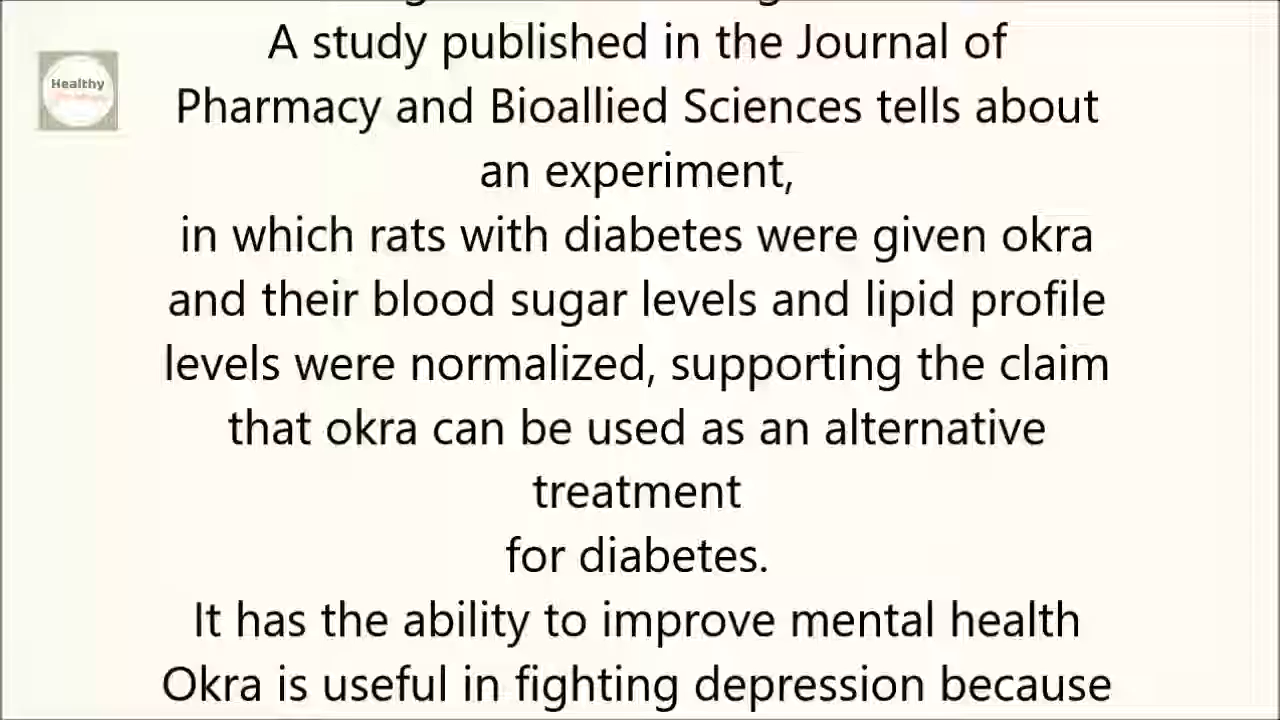 A study published in the Journal of
Healthy
Pharmacy and Bioallied Sciences tells about
an experiment,
in which rats with diabetes were given okra
and their blood sugar levels and lipid profile
levels were normalized, supporting the claim
that okra can be used as an alternative
treatment
for diabetes.
It has the ability to improve mental health
Okra is useful in fighting depression because